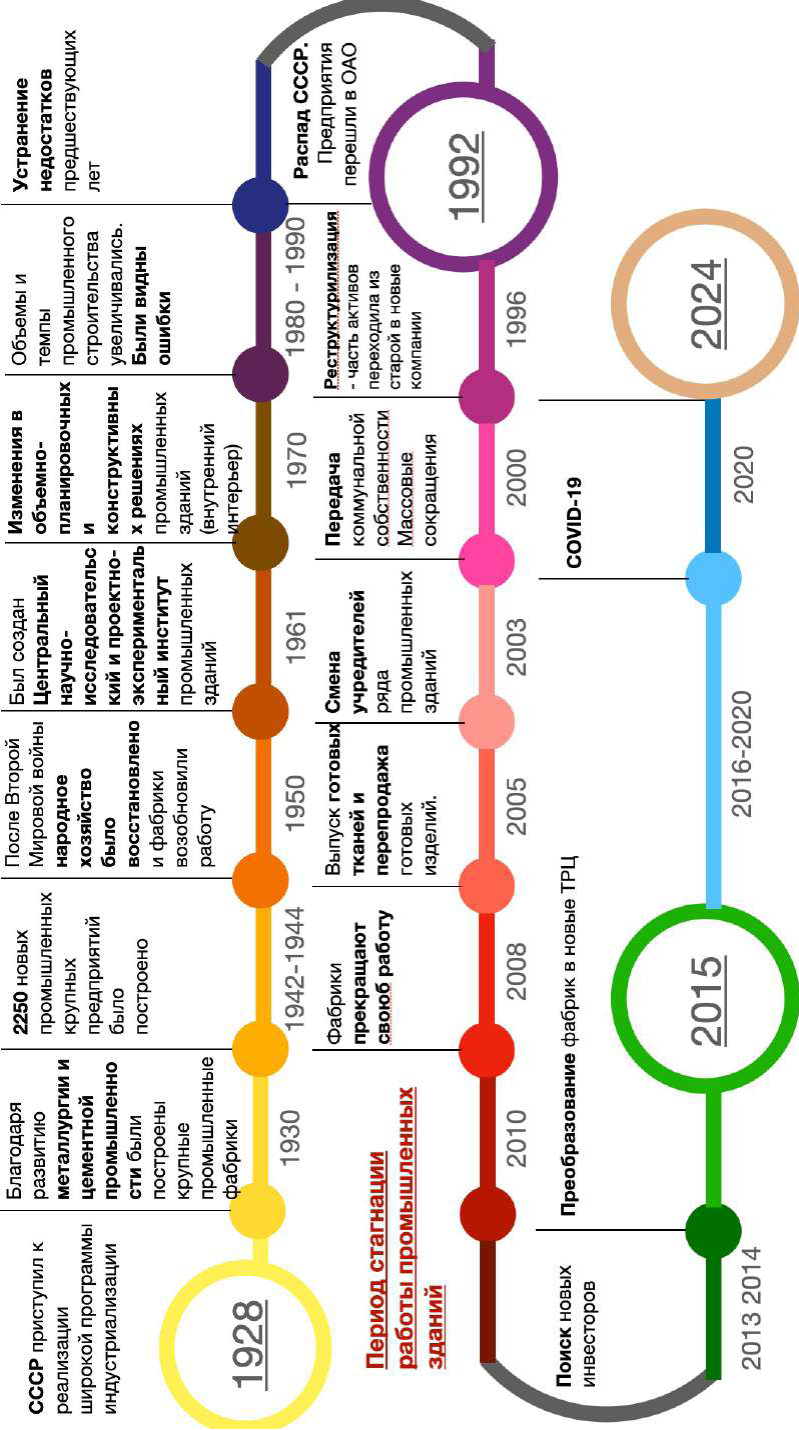 СССР приступил к
реализации
широкой программы
индустриализации
Благодаря
развитию
металлургии и
цементной
промышленно
сти были
построены
крупные
промышленные
фабрики
2250 новых
промышленных
крупных
предприятий
было
построено
После Второй
Мировой войны
народное
хозяйство
было
восстановлено
и фабрики
возобновили
работу
Был создан
Центральный
научно-
исследовательс
кий и проектно-
эксперименталь
ный институт
промышленных
зданий
Изменения в
объемно-
планировочных
и
конструктивны
х решениях
промышленных
зданий
(внутренний
интерьер)
Объемы и
темпы
промышленного
строительства
увеличивались.
Были видны
ошибки
Устранение
недостатков
предшествующих
лет
1928
1930
1942-1944
1950
1961
1970
1980 - 1990
Период стагнации
работы промышленных
зданий
Фабрики
прекращают
своюб работу
Выпуск готовых
тканей и
перепродажа
готовых
изделий.
Смена
учредителей
ряда
промышленных
зданий
Передача
коммунальной
собственности
Массовые
сокращения
Реструктурилизация
- часть активов
переходила из
старой в новые
компании
Распад СССР.
Предприятия
перешли в ОАО
2010
2008
2005
2003
2000
1996
1992
Поиск новых
инвесторов
Преобразование фабрик в новые ТРЦ
COVID-19
2013 2014
2015
2016-2020
2020
2024